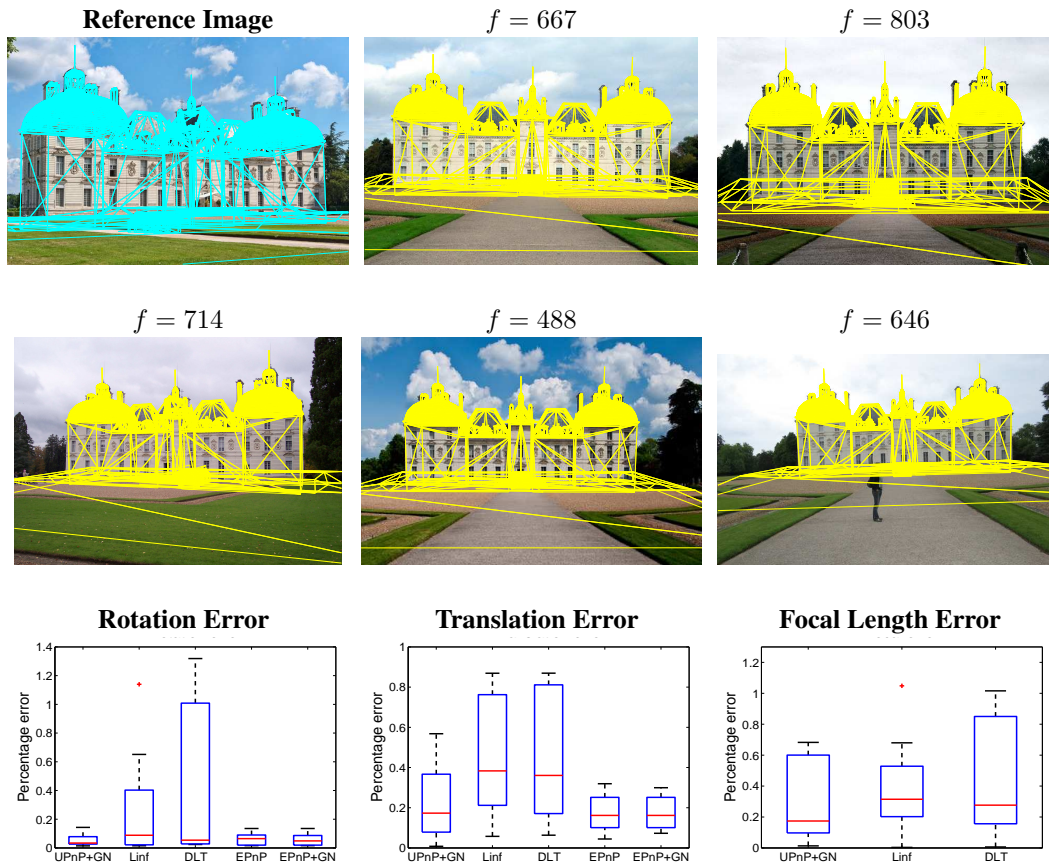 Reference Image
f = 667
f = 803
f = 714
f = 488
f = 646
Rotation Error
Percentage error
1.4
1.2
1
0.8
0.6
0.4
0.2
0
UPnP+GN Linf DLT EPnP EPnP+GN
Translation Error
Percentage error
1
0.8
0.6
0.4
0.2
0
UPnP+GN Linf DLT EPnP EPnP+GN
Focal Length Error
Percentage error
1.2
1
0.8
0.6
0.4
0.2
0
UPnP+GN Linf DLT